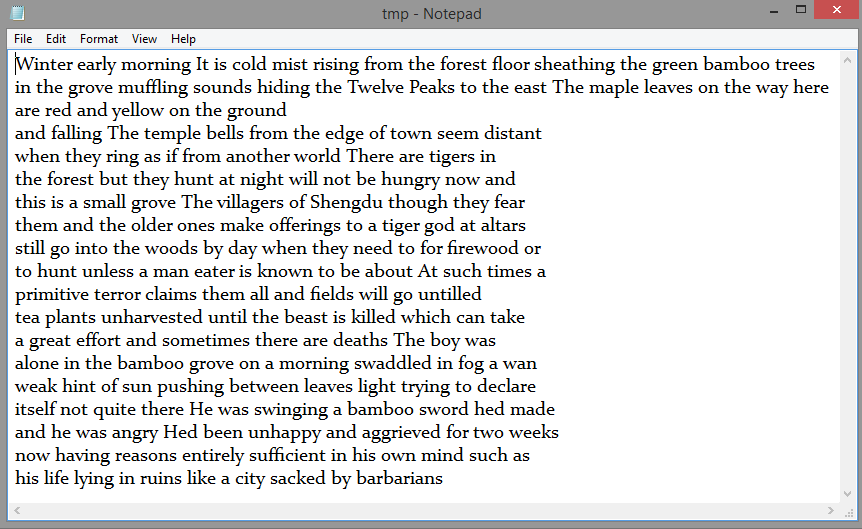 tmp - Notepad
File Edit Format View Help
Winter early morning It is cold mist rising from the forest floor sheathing the green bamboo trees
in the grove muffling sounds hiding the Twelve Peaks to the east The maple leaves on the way here
are red and yellow on the ground
and falling The temple bells from the edge of town seem distant
when they ring as if from another world There are tigers in
the forest but they hunt at night will not be hungry now and
this is a small grove The villagers of Shengdu though they fear
them and the older ones make offerings to a tiger god at altars
still go into the woods by day when they need to for firewood or
to hunt unless a man eater is known to be about At such times a
primitive terror claims them all and fields will go untilled
tea plants unharvested until the beast is killed which can take
a great effort and sometimes there are deaths The boy was
alone in the bamboo grove on a morning swaddled in fog a wan
weak hint of sun pushing between leaves light trying to declare
itself not quite there He was swinging a bamboo sword hed made
and he was angry Hed been unhappy and aggrieved for two weeks
now having reasons entirely sufficient in his own mind such as
his life lying in ruins like a city sacked by barbarians